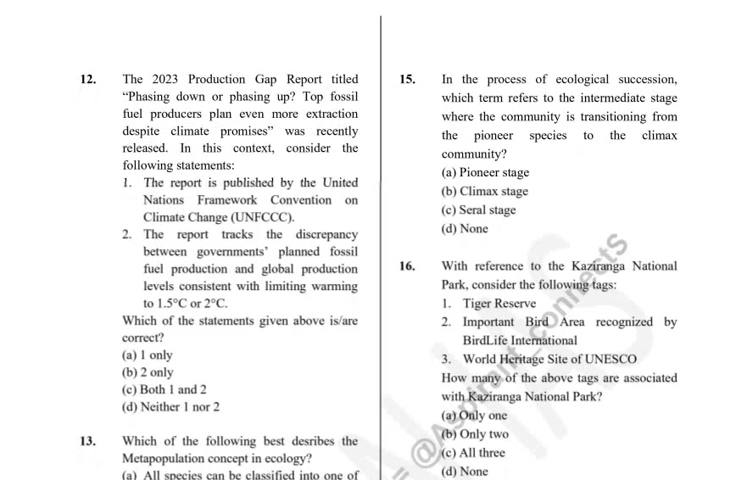 12. The 2023 Production Gap Report titled
“Phasing down or phasing up? Top fossil
fuel producers plan even more extraction
despite climate promises” was recently
released. In this context, consider the
following statements:
1. The report is published by the United
Nations Framework Convention on
Climate Change (UNFCCC).
2. The report tracks the discrepancy
between governments’ planned fossil
fuel production and global production
levels consistent with limiting warming
to 1.5°C or 2°C.
Which of the statements given above is/are
correct?
(a) 1 only
(b) 2 only
(c) Both 1 and 2
(d) Neither 1 nor 2
13. Which of the following best desribes the
Metapopulation concept in ecology?
(a) All species can be classified into one of
15. In the process of ecological succession,
which term refers to the intermediate stage
where the community is transitioning from
the pioneer species to the climax
community?
(a) Pioneer stage
(b) Climax stage
(c) Seral stage
(d) None
16. With reference to the Kaziranga National
Park, consider the following tags:
1. Tiger Reserve
2. Important Bird Area recognized by
BirdLife International
3. World Heritage Site of UNESCO
How many of the above tags are associated
with Kaziranga National Park?
(a) Only one
(b) Only two
(c) All three
(d) None
@Aspirant_connects